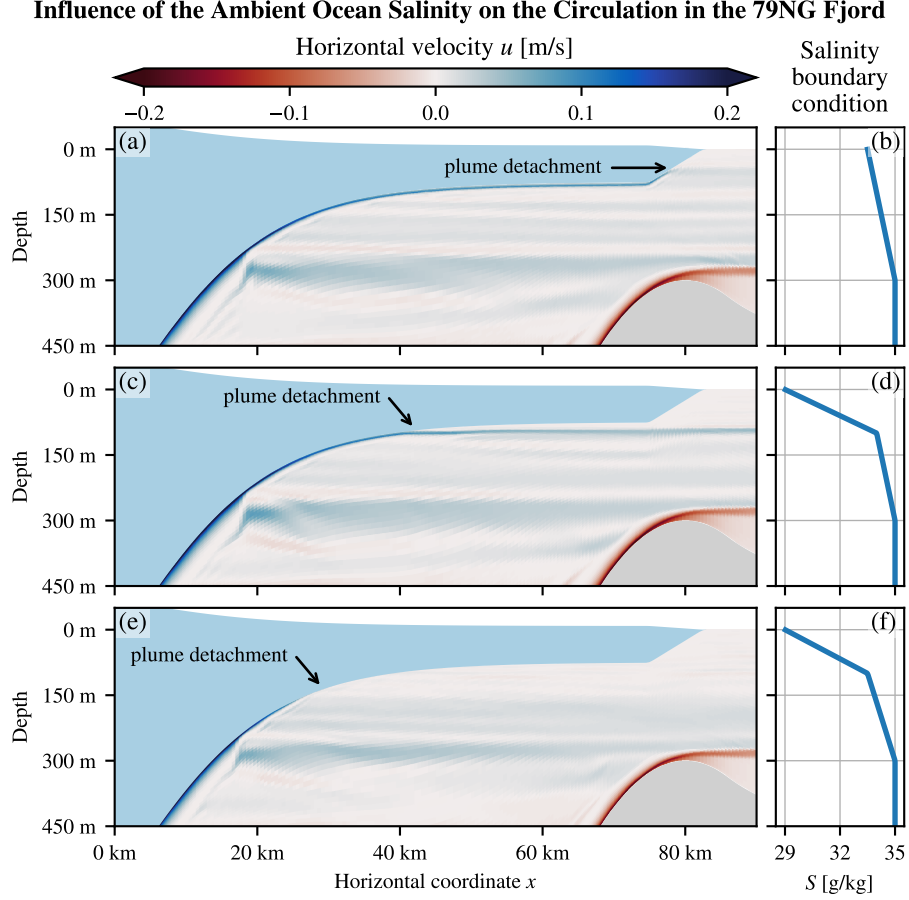 Influence of the Ambient Ocean Salinity on the Circulation in the 79NG Fjord
Horizontal velocity u [m/s]
−0.2 −0.1 0.0 0.1 0.2
Salinity
boundary
condition
(a)
plume detachment
0 m
150 m
300 m
450 m
Depth
(b)
(c)
plume detachment
0 m
150 m
300 m
450 m
Depth
(d)
(e)
plume detachment
0 m
150 m
300 m
450 m
Depth
(f)
0 km 20 km 40 km 60 km 80 km
Horizontal coordinate x
29 32 35
S [g/kg]